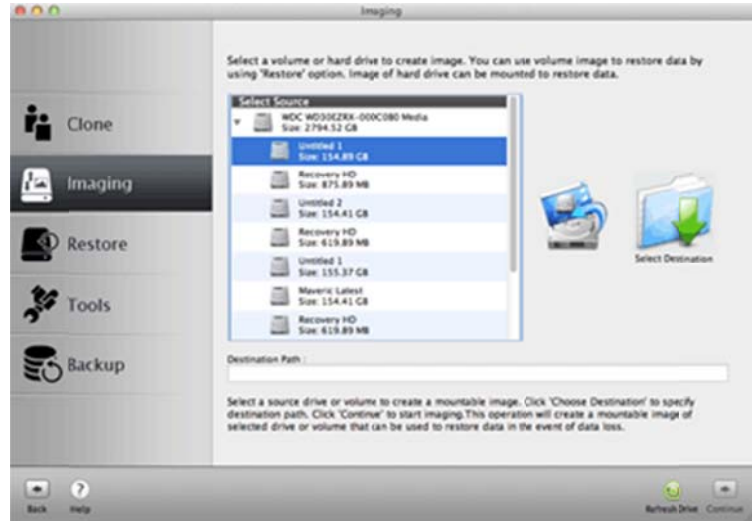 Imaging
Select a volume or hard drive to create image. You can use volume image to restore data by
using 'Restore' option. Image of hard drive can be mounted to restore data.
Clone
Imaging
Restore
Tools
Backup
Select Source
WDC WD30EZRX-000C080 Media
Size: 2794.52 GB
Untitled 1
Size: 154.89 GB
Recovery HD
Size: 875.89 MB
Untitled 2
Size: 154.41 GB
Recovery HD
Size: 619.89 MB
Untitled 1
Size: 155.37 GB
Maveric Latest
Size: 154.41 GB
Recovery HD
Size: 619.89 MB
Select Destination
Destination Path :
Select a source drive or volume to create a mountable image. Click 'Choose Destination' to specify
destination path. Click 'Continue' to start imaging.This operation will create a mountable image of
selected drive or volume that can be used to restore data in the event of data loss.
Back
Help
Refresh Drive
Continue